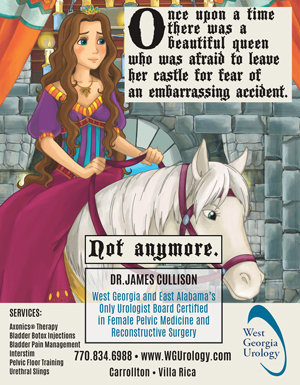 Once upon a time
there was a
beautiful queen
who was afraid to leave
her castle for fear of
an embarrassing accident.
Not anymore.
DR. JAMES CULLISON
West Georgia and East Alabama's
Only Urologist Board Certified
in Female Pelvic Medicine and
Reconstructive Surgery
SERVICES:
Axonics® Therapy
Bladder Botox Injections
Bladder Pain Management
Interstim
Pelvic Floor Training
Urethral Slings
770.834.6988 • www.WGUrology.com
Carrollton • Villa Rica
West
Georgia
Urology